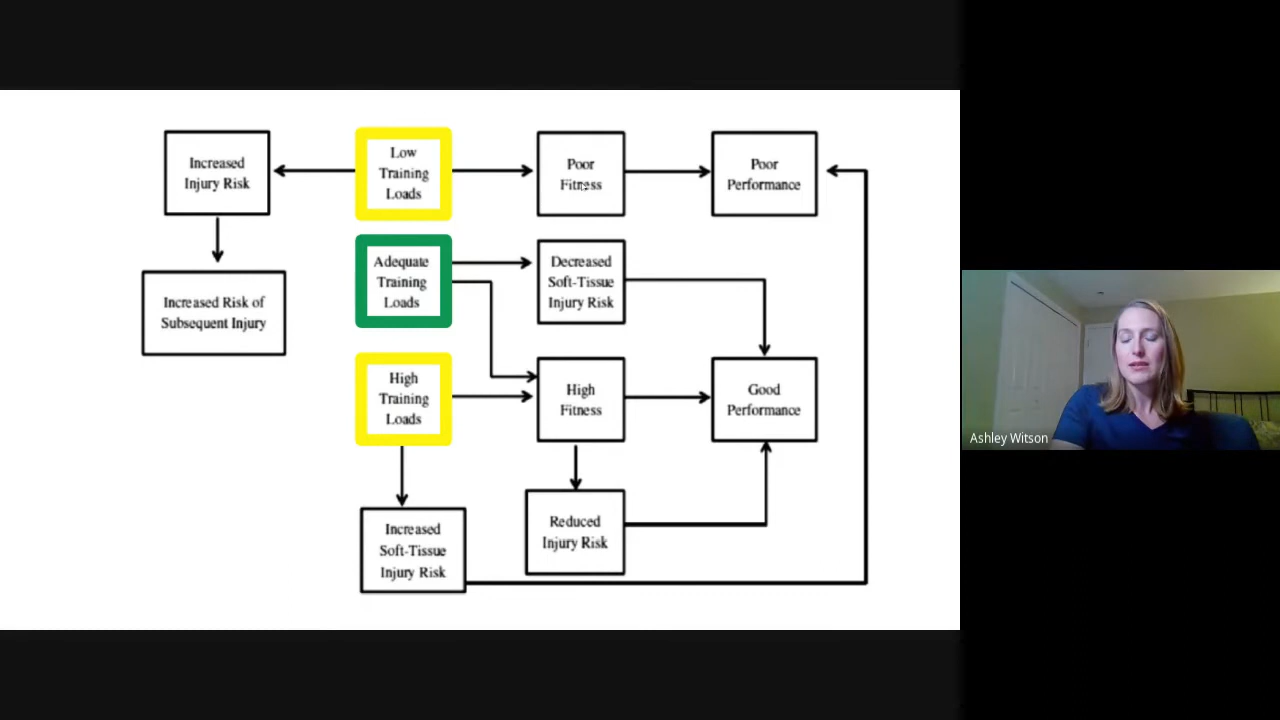 Increased
Injury Risk
Low
Training
Loads
Poor
Fitness
Poor
Performance
Increased Risk of
Subsequent Injury
Adequate
Training
Loads
Decreased
Soft-Tissue
Injury Risk
High
Training
Loads
High
Fitness
Good
Performance
Increased
Soft-Tissue
Injury Risk
Reduced
Injury Risk
Ashley Witson